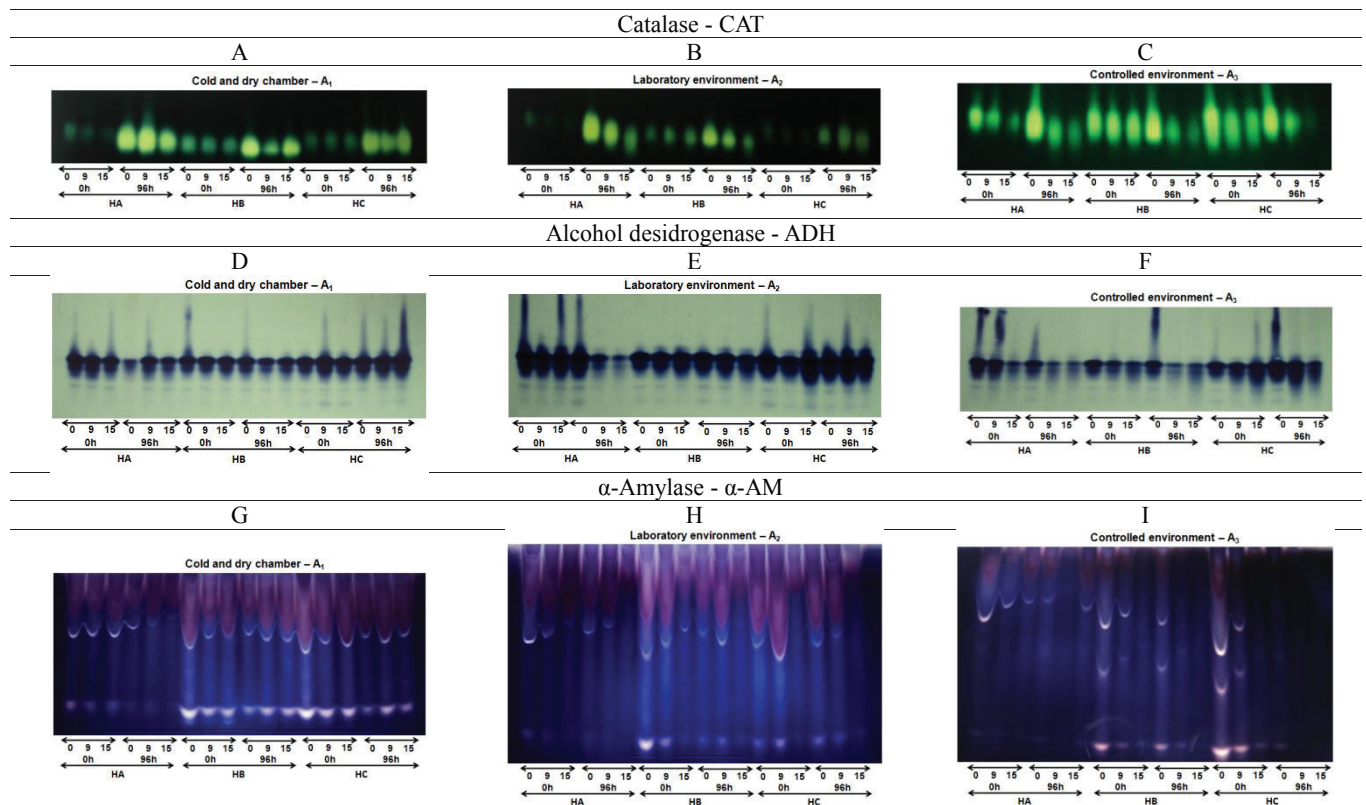 Catalase - CAT
A B C
Cold and dry chamber – A1 Laboratory environment – A2 Controlled environment – A3
0 9 15 0 9 15 0 9 15 0 9 15 0 9 15 0 9 15 0 9 15 0 9 15 0 9 15 0 9 15 0 9 15 0 9 15 0 9 15 0 9 15 0 9 15 0 9 15 0 9 15 0 9 15
0h 96h 0h 96h 0h 96h 0h 96h 0h 96h 0h 96h 0h 96h 0h 96h 0h 96h
HA HB HC HA HB HC HA HB HC
Alcohol desidrogenase - ADH
D E F
Cold and dry chamber – A1 Laboratory environment – A2 Controlled environment – A3
0 9 15 0 9 15 0 9 15 0 9 15 0 9 15 0 9 15 0 9 15 0 9 15 0 9 15 0 9 15 0 9 15 0 9 15 0 9 15 0 9 15 0 9 15 0 9 15 0 9 15 0 9 15
0h 96h 0h 96h 0h 96h 0h 96h 0h 96h 0h 96h 0h 96h 0h 96h 0h 96h
HA HB HC HA HB HC HA HB HC
α-Amylase - α-AM
G H I
Cold and dry chamber – A1 Laboratory environment – A2 Controlled environment – A3
0 9 15 0 9 15 0 9 15 0 9 15 0 9 15 0 9 15 0 9 15 0 9 15 0 9 15 0 9 15 0 9 15 0 9 15 0 9 15 0 9 15 0 9 15 0 9 15 0 9 15 0 9 15
0h 96h 0h 96h 0h 96h 0h 96h 0h 96h 0h 96h 0h 96h 0h 96h 0h 96h
HA HB HC HA HB HC HA HB HC